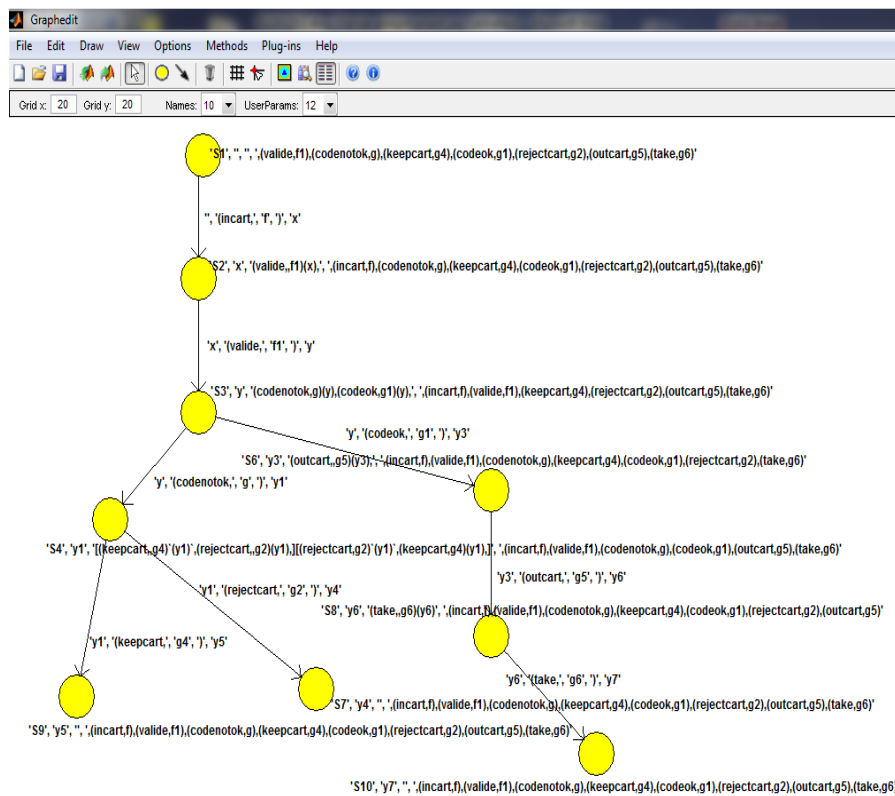 Graphedit
File Edit Draw View Options Methods Plug-ins Help
Grid x: 20 Grid y: 20 Names: 10 UserParams: 12
'S1', '', '', ',(valide,f1),(codenotok,g),(keepcart,g4),(codeok,g1),(rejectcart,g2),(outcart,g5),(take,g6)'
'', '(incart,', 'f', ')', 'x'
'S2', 'x', '(valide,,f1)(x),', ',(incart,f),(codenotok,g),(keepcart,g4),(codeok,g1),(rejectcart,g2),(outcart,g5),(take,g6)'
'x', '(valide,', 'f1', ')', 'y'
'S3', 'y', '(codenotok,g)(y),(codeok,g1)(y),', ',(incart,f),(valide,f1),(keepcart,g4),(rejectcart,g2),(outcart,g5),(take,g6)'
'y', '(codeok,', 'g1', ')', 'y3'
'S6', 'y3', '(outcart,,g5)(y3),', ',(incart,f),(valide,f1),(codenotok,g),(keepcart,g4),(codeok,g1),(rejectcart,g2),(take,g6)'
'y', '(codenotok,', 'g', ')', 'y1'
'S4', 'y1', '[(keepcart,,g4)`(y1)`,(rejectcart,,g2)(y1),][(rejectcart,g2)`(y1)`,(keepcart,g4)(y1),]', ',(incart,f),(valide,f1),(codenotok,g),(codeok,g1),(outcart,g5),(take,g6)'
'y3', '(outcart,', 'g5', ')', 'y6'
'y1', '(rejectcart,', 'g2', ')', 'y4'
'S8', 'y6', '(take,,g6)(y6)', ',(incart,f),(valide,f1),(codenotok,g),(keepcart,g4),(codeok,g1),(rejectcart,g2),(outcart,g5)'
'y1', '(keepcart,', 'g4', ')', 'y5'
'y6', '(take,', 'g6', ')', 'y7'
'S7', 'y4', '', ',(incart,f),(valide,f1),(codenotok,g),(keepcart,g4),(codeok,g1),(rejectcart,g2),(outcart,g5),(take,g6)'
'S9', 'y5', '', ',(incart,f),(valide,f1),(codenotok,g),(keepcart,g4),(codeok,g1),(rejectcart,g2),(outcart,g5),(take,g6)'
'S10', 'y7', '', ',(incart,f),(valide,f1),(codenotok,g),(keepcart,g4),(codeok,g1),(rejectcart,g2),(outcart,g5),(take,g6